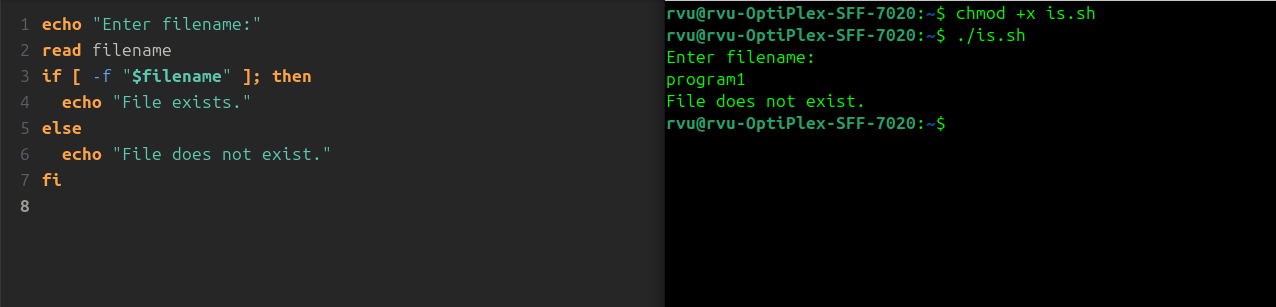 1 echo "Enter filename:"
2 read filename
3 if [ -f "$filename" ]; then
4   echo "File exists."
5 else
6   echo "File does not exist."
7 fi
8
rvu@rvu-OptiPlex-SFF-7020:~$ chmod +x is.sh
rvu@rvu-OptiPlex-SFF-7020:~$ ./is.sh
Enter filename:
program1
File does not exist.
rvu@rvu-OptiPlex-SFF-7020:~$